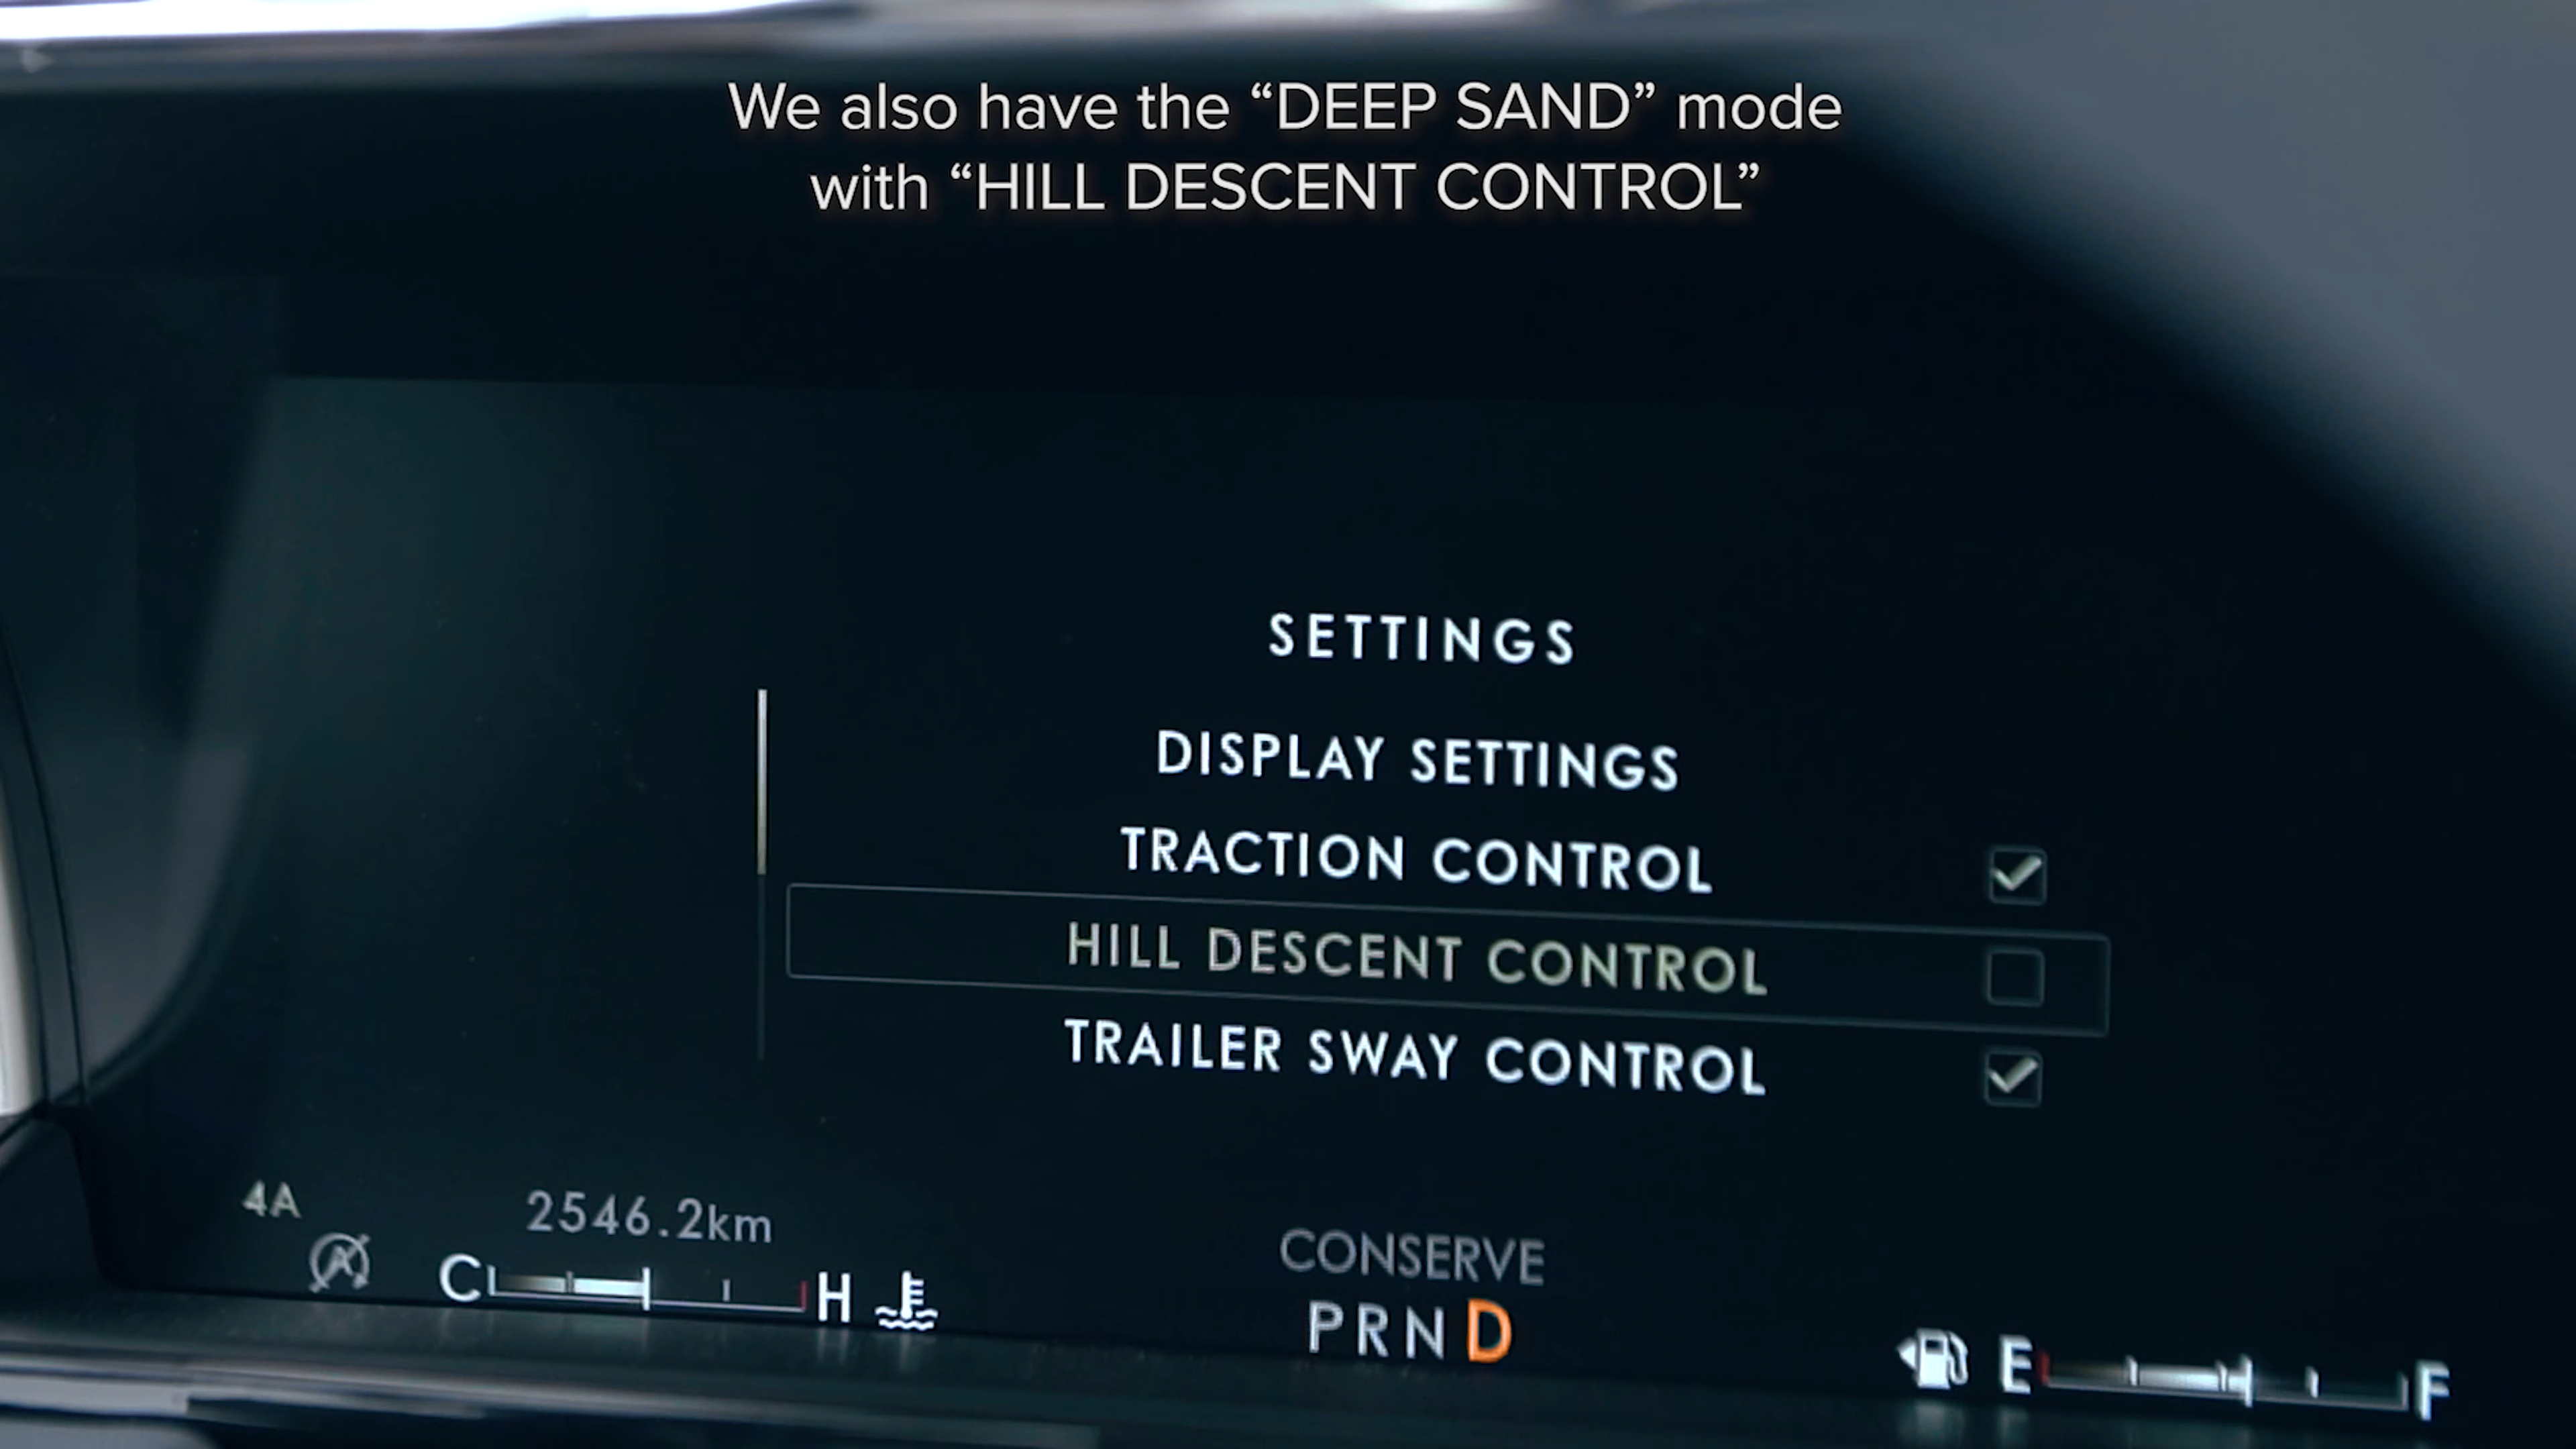 We also have the “DEEP SAND” mode
with “HILL DESCENT CONTROL”
SETTINGS
DISPLAY SETTINGS
TRACTION CONTROL
HILL DESCENT CONTROL
TRAILER SWAY CONTROL
4A
2546.2km
A
C H
CONSERVE
PRND
E F